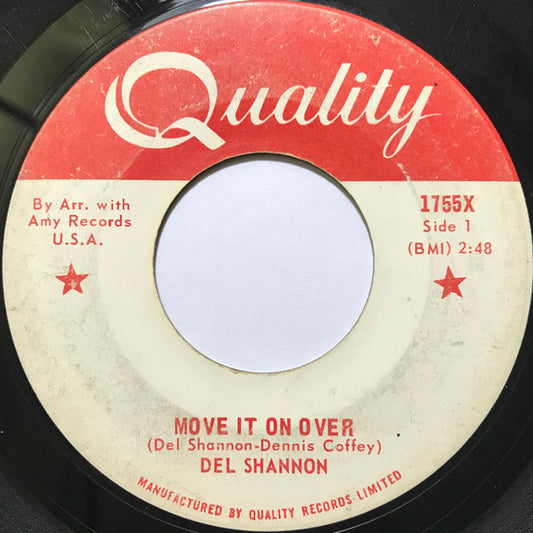 Quality
By Arr. with
Amy Records
U.S.A.
1755X
Side 1
(BMI) 2:48
MOVE IT ON OVER
(Del Shannon-Dennis Coffey)
DEL SHANNON
MANUFACTURED BY QUALITY RECORDS LIMITED